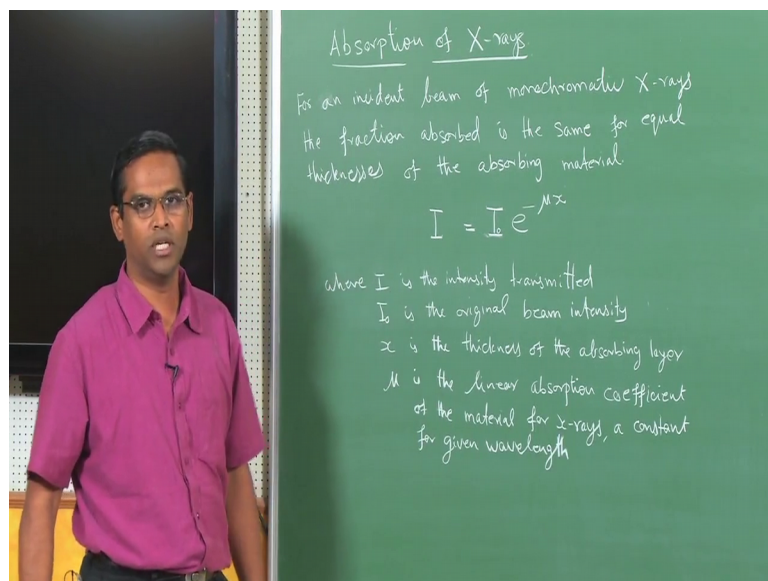 Absorption of X-rays
For an incident beam of monochromatic X-rays
the fraction absorbed is the same for equal
thicknesses of the absorbing material.
I = I₀ e^{-μx}
where I is the intensity transmitted
I₀ is the original beam intensity
x is the thickness of the absorbing layer
μ is the linear absorption coefficient
of the material for x-rays, a constant
for given wavelength